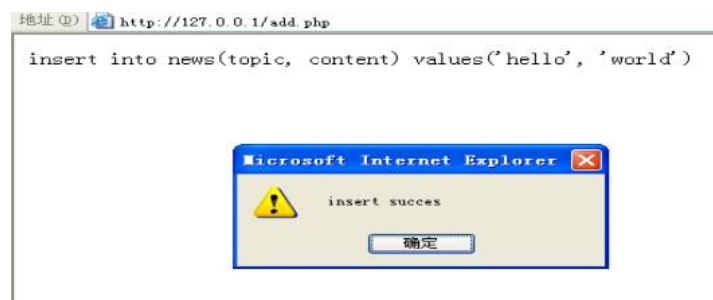 地址(D) http://127.0.0.1/add.php
insert into news(topic, content) values('hello', 'world')
Microsoft Internet Explorer
insert succes
确定